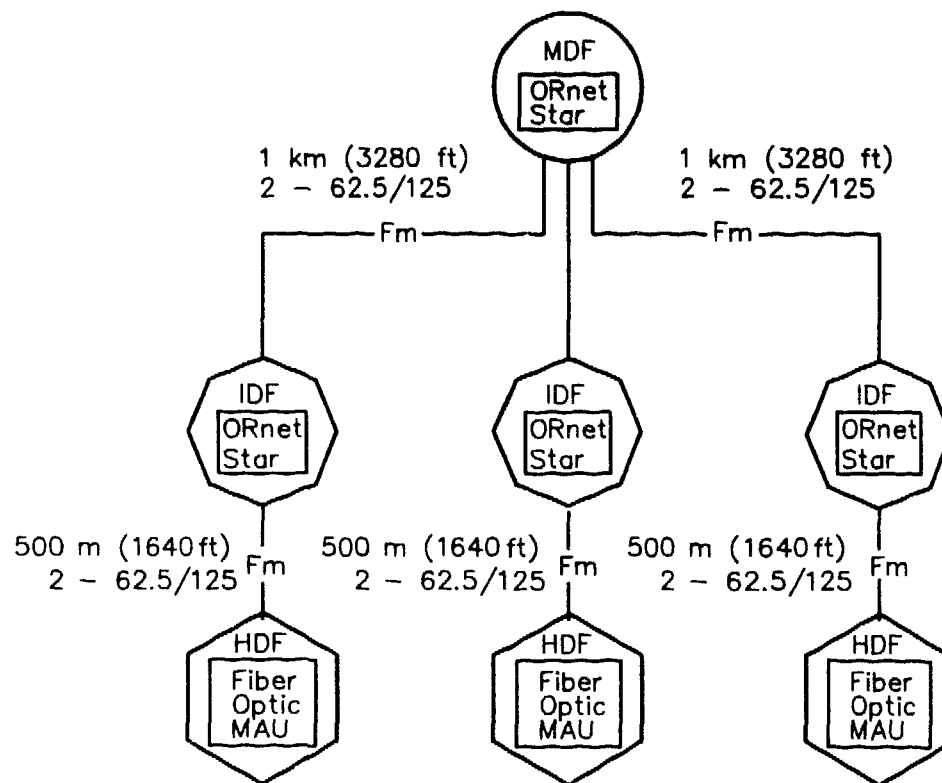 MDF
ORnet
Star
1 km (3280 ft)
2 - 62.5/125
1 km (3280 ft)
2 - 62.5/125
Fm
Fm
IDF
ORnet
Star
IDF
ORnet
Star
IDF
ORnet
Star
500 m (1640 ft)
2 - 62.5/125
Fm
500 m (1640 ft)
2 - 62.5/125
Fm
500 m (1640 ft)
2 - 62.5/125
Fm
HDF
Fiber
Optic
MAU
HDF
Fiber
Optic
MAU
HDF
Fiber
Optic
MAU